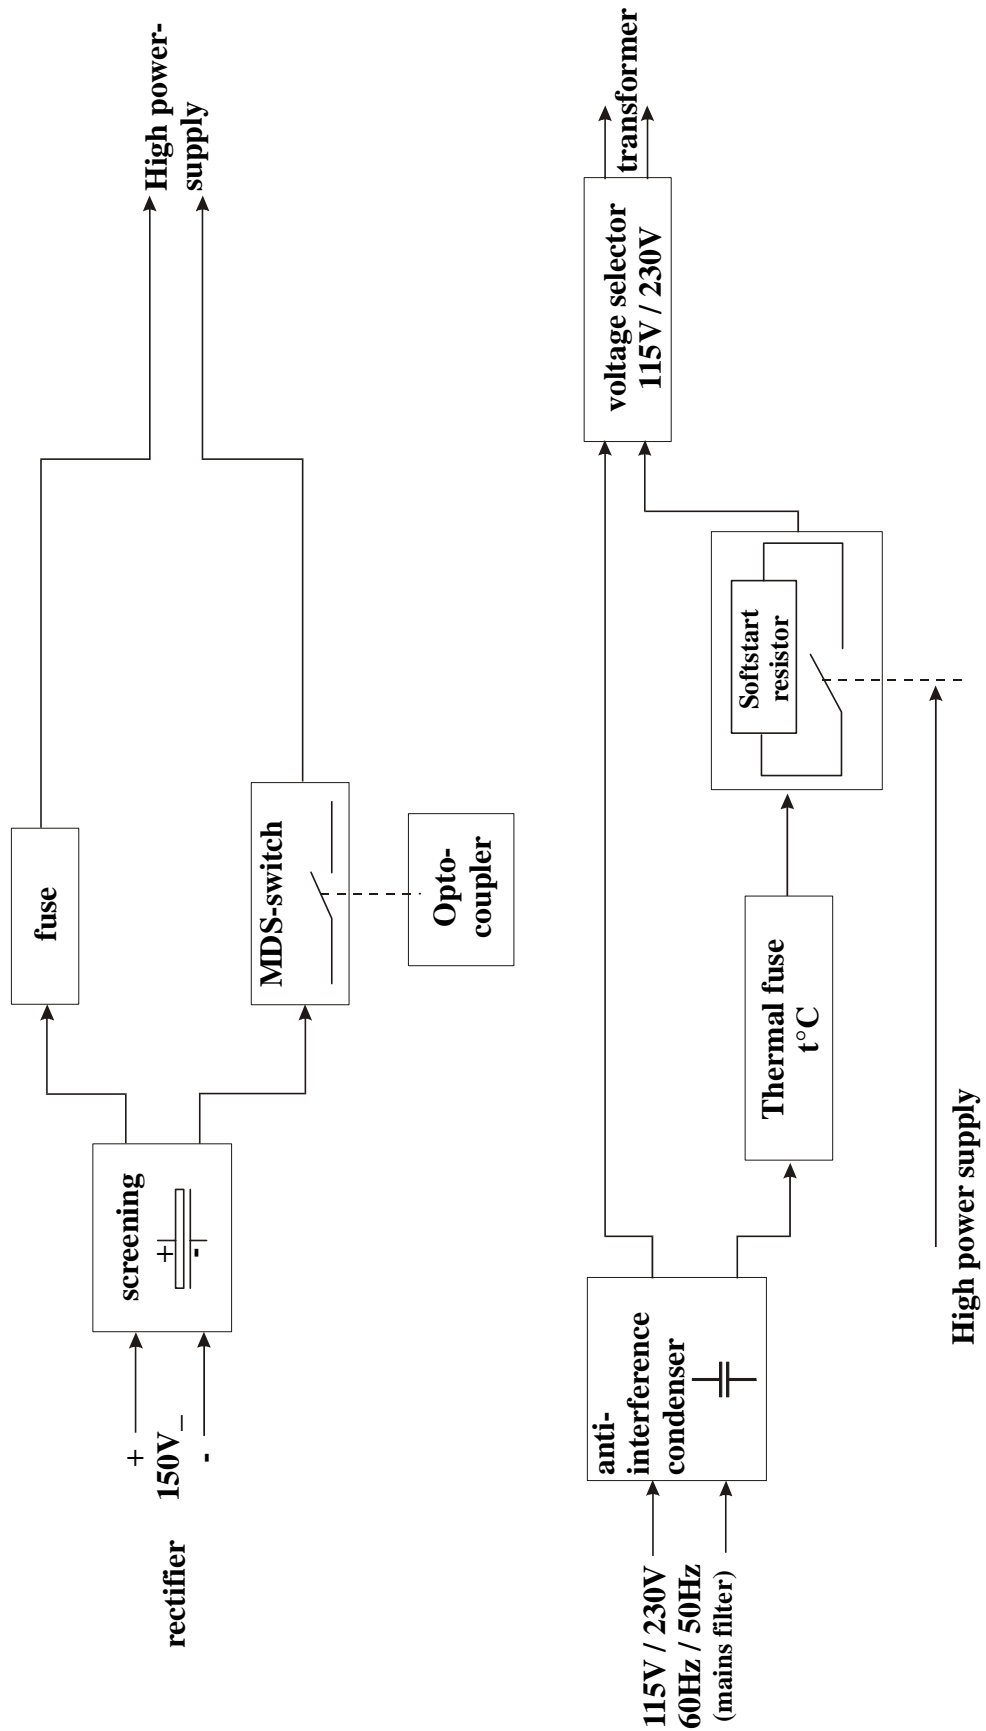 rectifier
+
150V_
-
screening
+
-
fuse
MDS-switch
Opto-
coupler
High power-
supply
115V / 230V
60Hz / 50Hz
(mains filter)
anti-
interference
condenser
Thermal fuse
t°C
Softstart
resistor
High power supply
voltage selector
115V / 230V
transformer